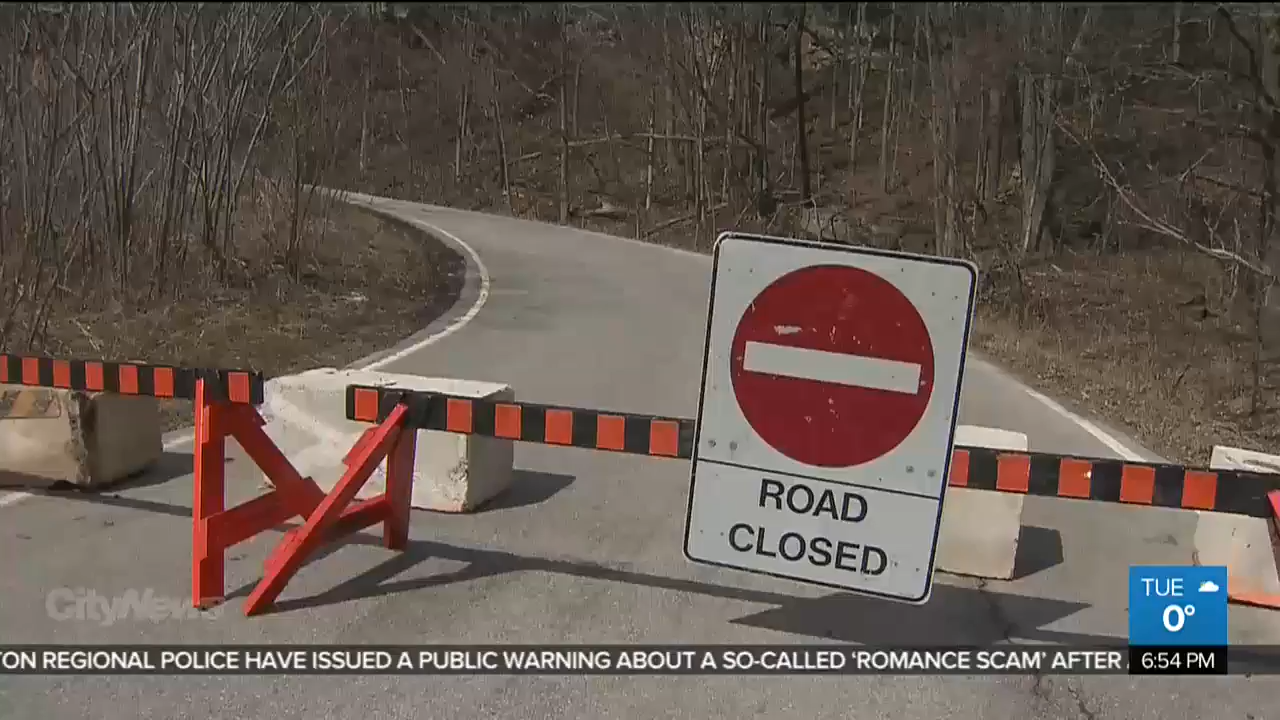 ROAD
CLOSED
CityNews
TUE
0°
TON REGIONAL POLICE HAVE ISSUED A PUBLIC WARNING ABOUT A SO-CALLED ‘ROMANCE SCAM’ AFTER
6:54 PM